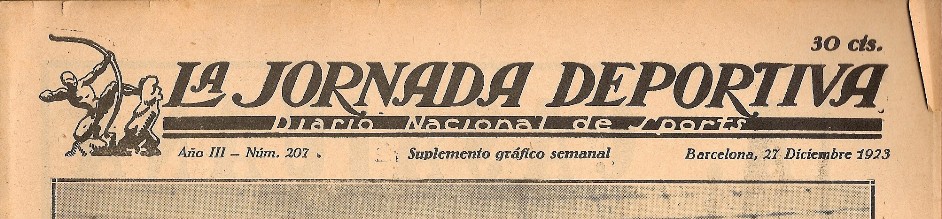 30 cts.
LA JORNADA DEPORTIVA
Diario Nacional de Sports
Año III - Núm. 207
Suplemento gráfico semanal
Barcelona, 27 Diciembre 1923